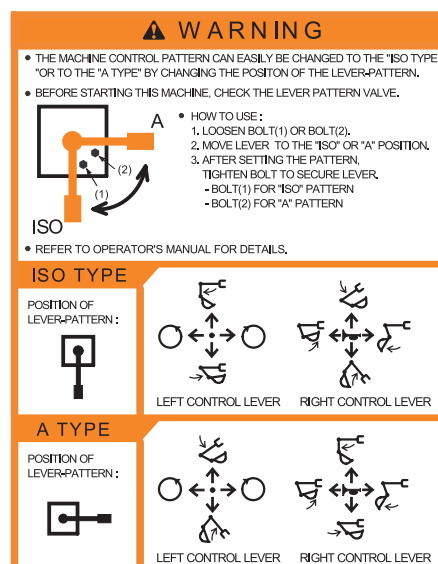 WARNING
• THE MACHINE CONTROL PATTERN CAN EASILY BE CHANGED TO THE "ISO TYPE
"OR TO THE "A TYPE" BY CHANGING THE POSITON OF THE LEVER-PATTERN.
• BEFORE STARTING THIS MACHINE, CHECK THE LEVER PATTERN VALVE.
A
(2)
(1)
ISO
• HOW TO USE :
1. LOOSEN BOLT(1) OR BOLT(2).
2. MOVE LEVER TO THE "ISO" OR "A" POSITION.
3. AFTER SETTING THE PATTERN,
TIGHTEN BOLT TO SECURE LEVER.
- BOLT(1) FOR "ISO" PATTERN
- BOLT(2) FOR "A" PATTERN
• REFER TO OPERATOR'S MANUAL FOR DETAILS.
ISO TYPE
POSITION OF
LEVER-PATTERN :
LEFT CONTROL LEVER
RIGHT CONTROL LEVER
A TYPE
POSITION OF
LEVER-PATTERN :
LEFT CONTROL LEVER
RIGHT CONTROL LEVER